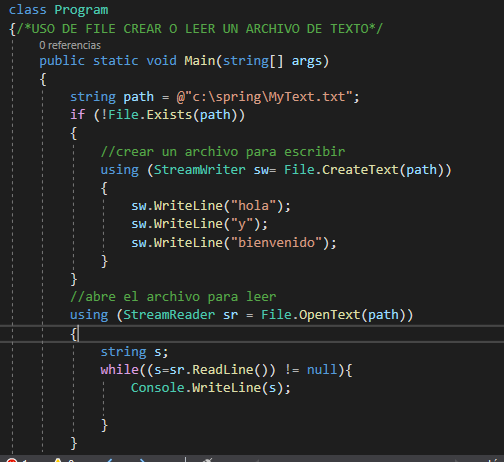 class Program
{/*USO DE FILE CREAR O LEER UN ARCHIVO DE TEXTO*/
0 referencias
public static void Main(string[] args)
{
string path = @"c:\spring\MyText.txt";
if (!File.Exists(path))
{
//crear un archivo para escribir
using (StreamWriter sw= File.CreateText(path))
{
sw.WriteLine("hola");
sw.WriteLine("y");
sw.WriteLine("bienvenido");
}
}
//abre el archivo para leer
using (StreamReader sr = File.OpenText(path))
{
string s;
while((s=sr.ReadLine()) != null){
Console.WriteLine(s);
}
}